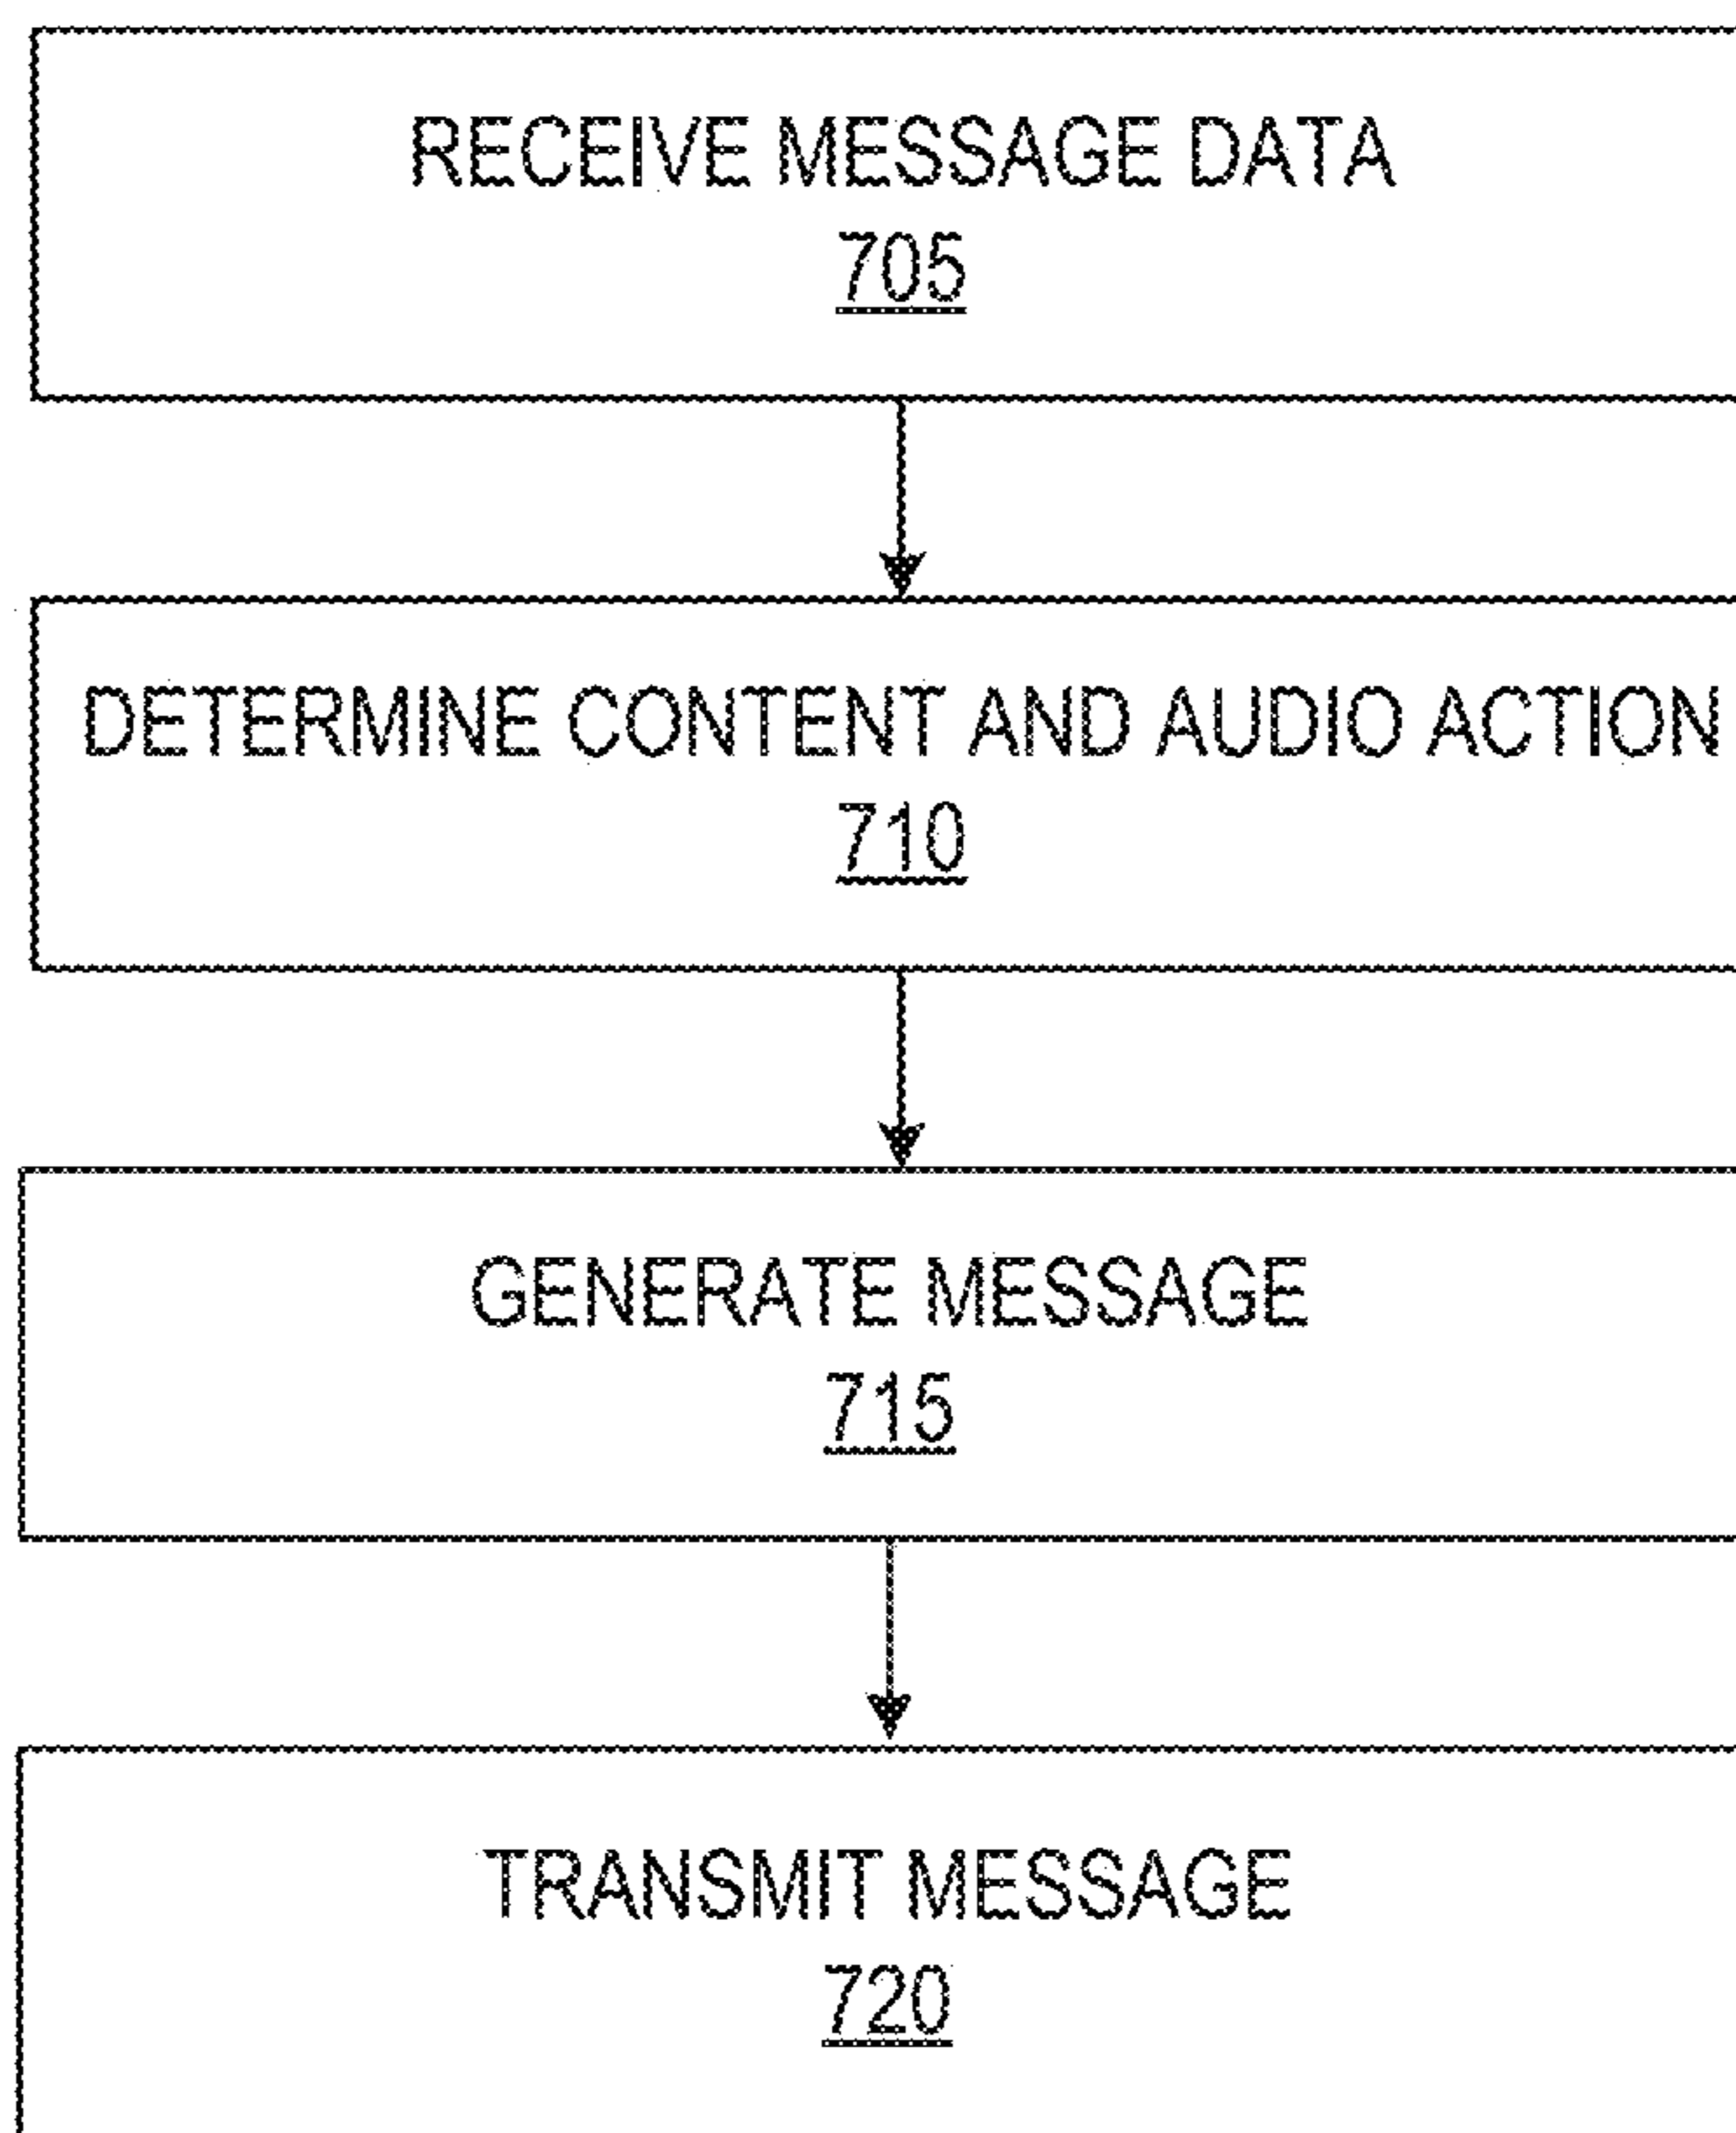 RECEIVE MESSAGE DATA
705
DETERMINE CONTENT AND AUDIO ACTION
710
GENERATE MESSAGE
715
TRANSMIT MESSAGE
720